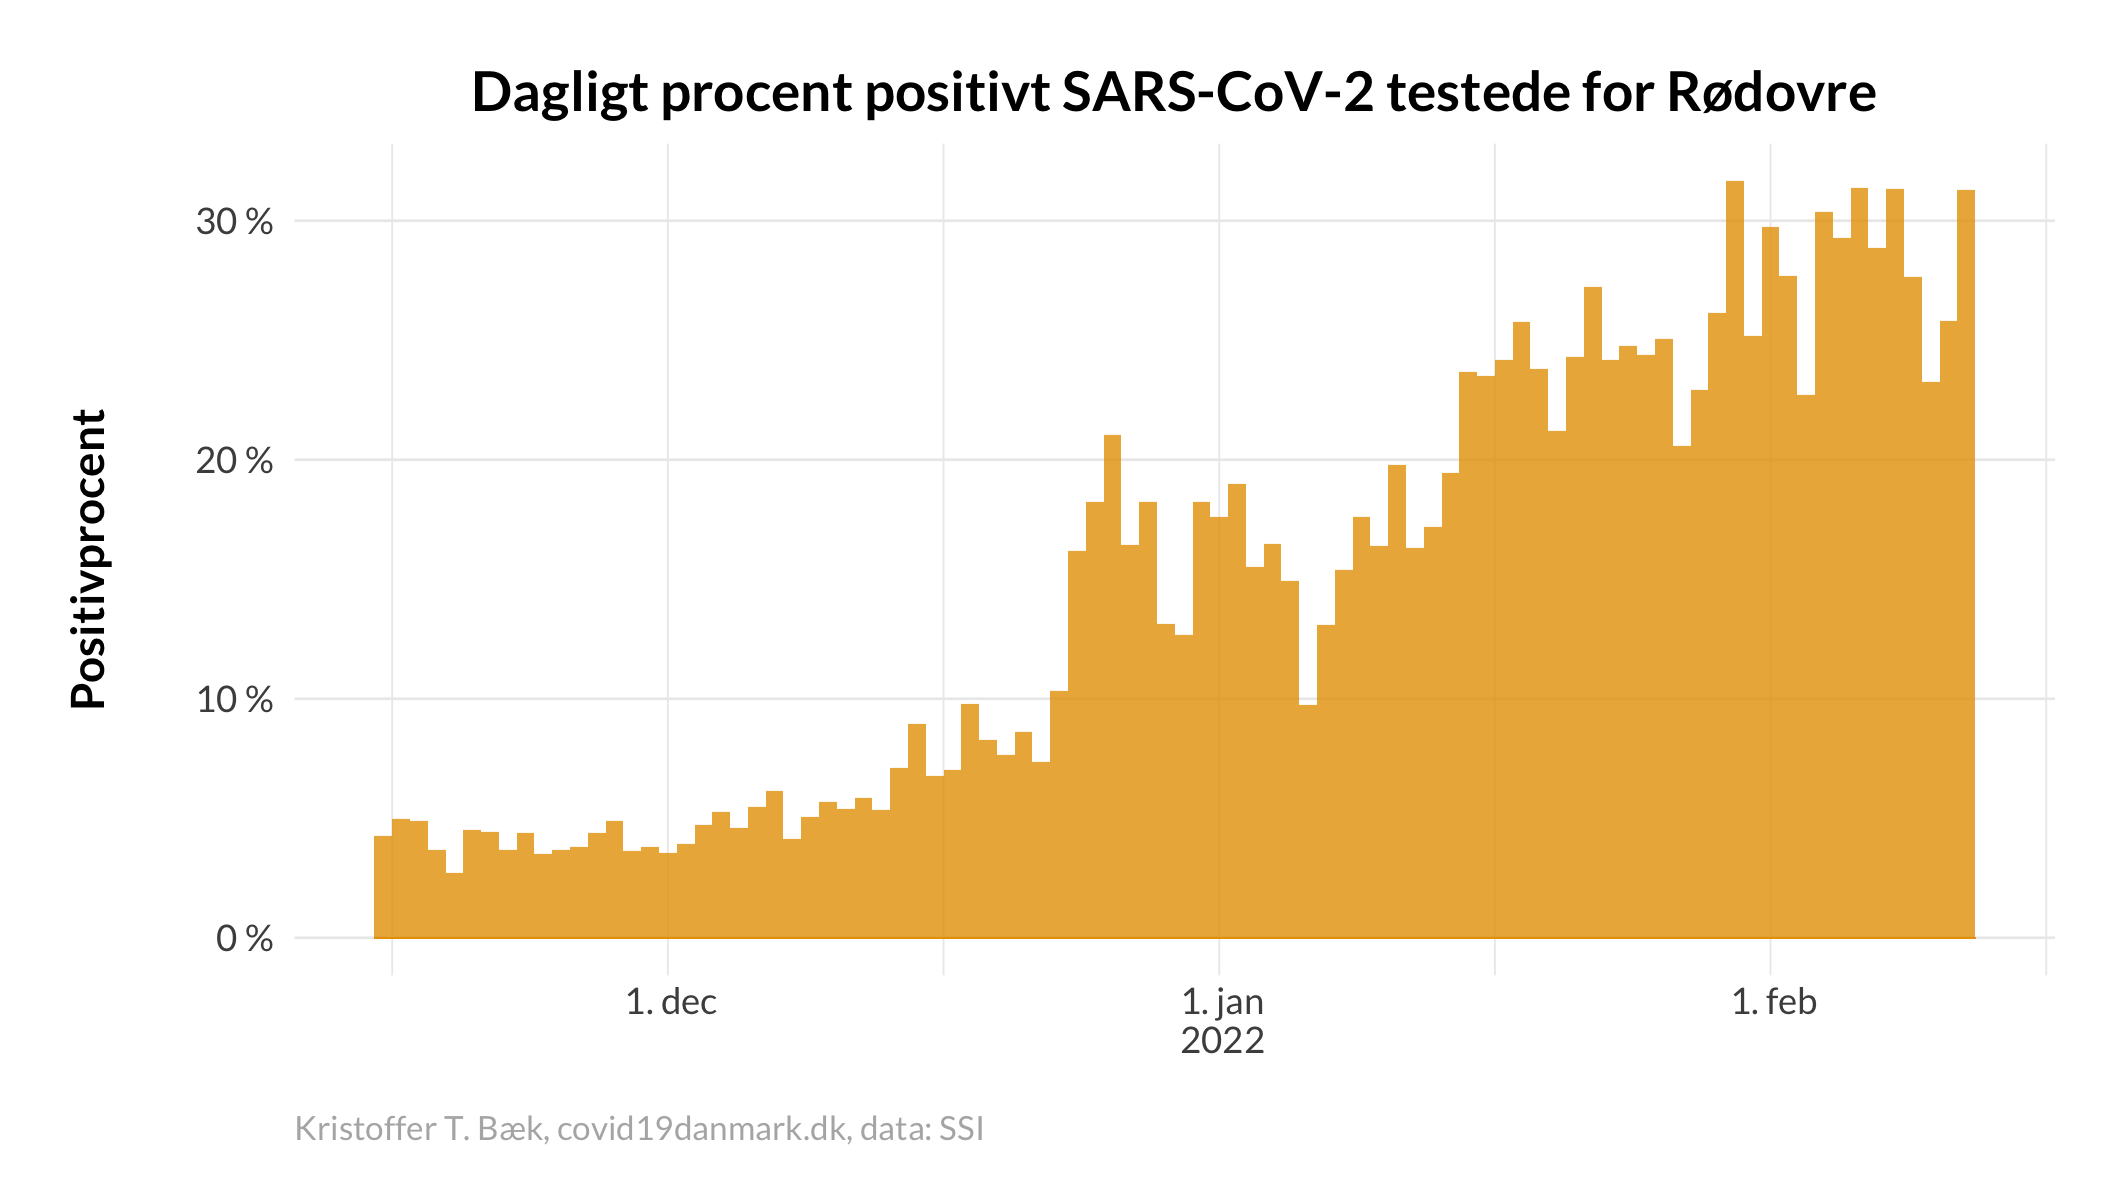 Dagligt procent positivt SARS-CoV-2 testede for Rødovre
Positivprocent
30 %
20 %
10 %
0 %
1. dec
1. jan
2022
1. feb
Kristoffer T. Bæk, covid19danmark.dk, data: SSI